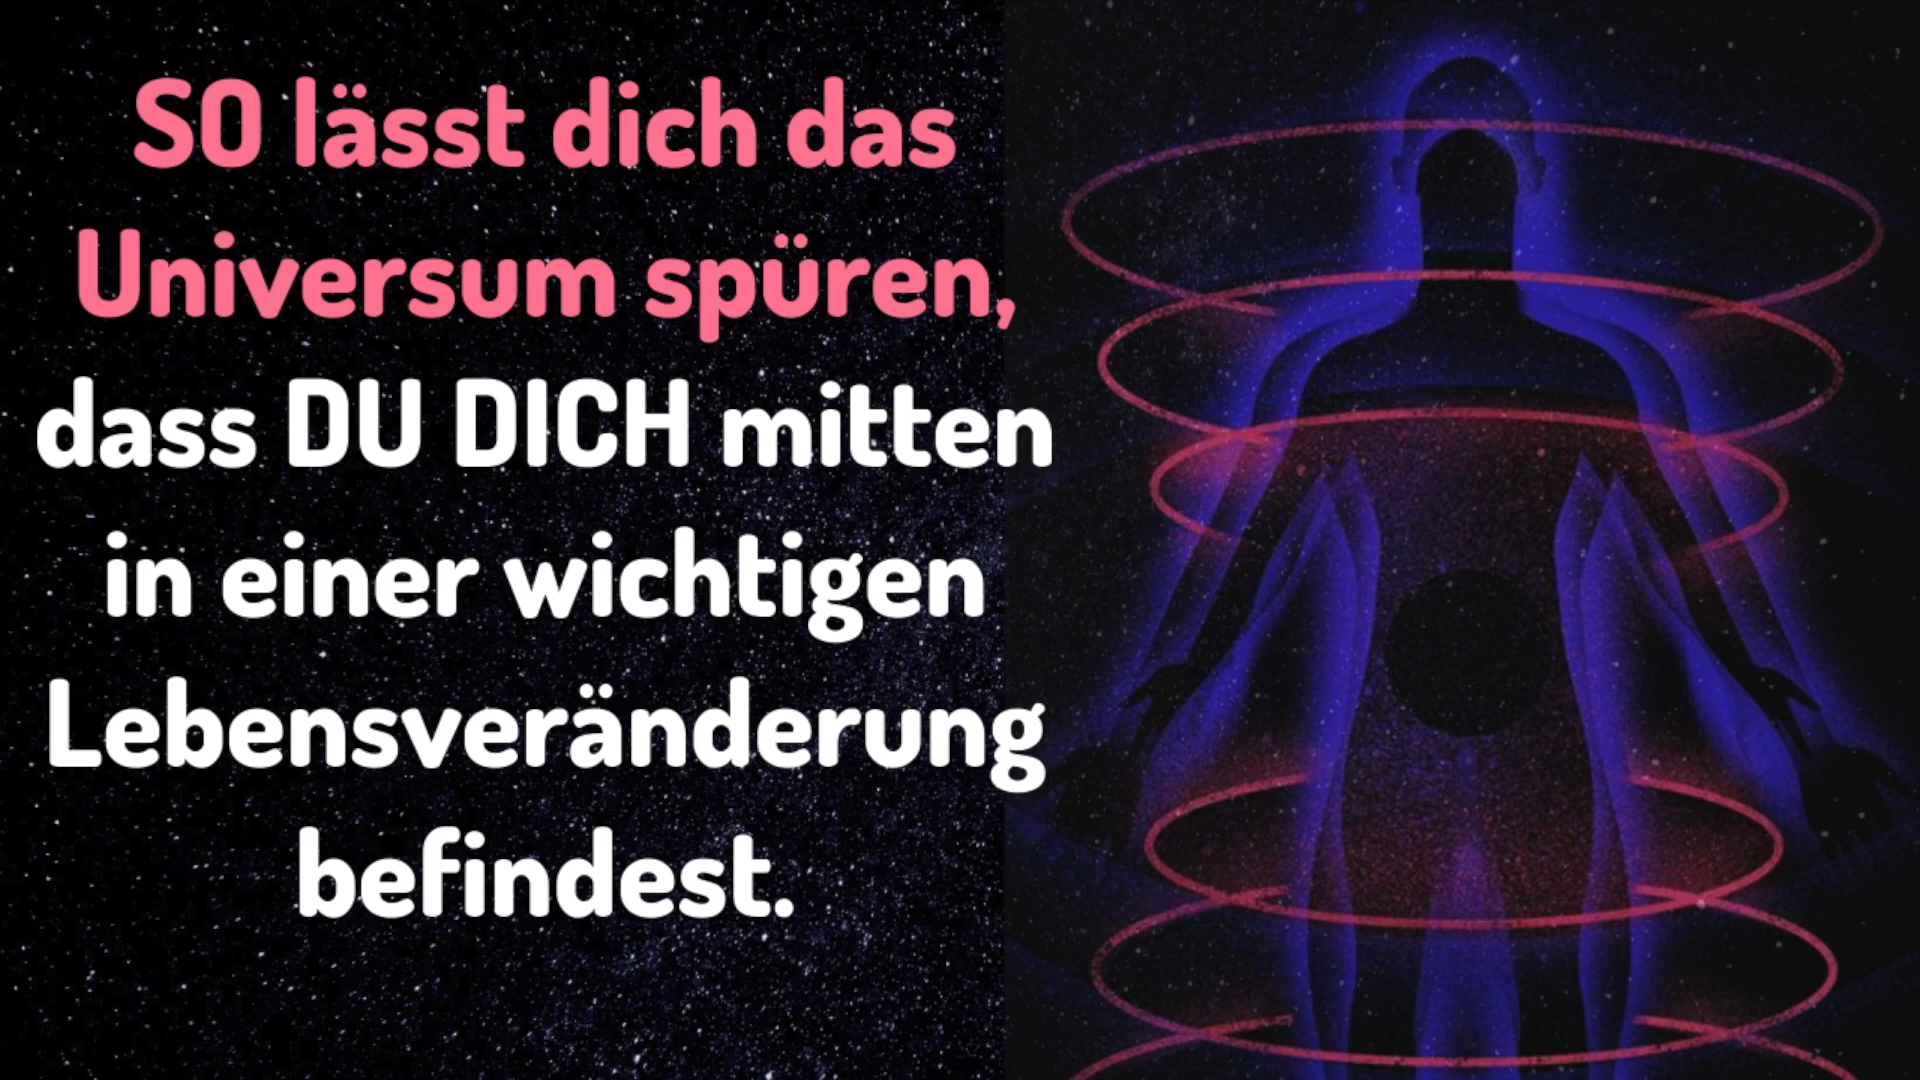 SO lässt dich das
Universum spüren,
dass DU DICH mitten
in einer wichtigen
Lebensveränderung
befindest.